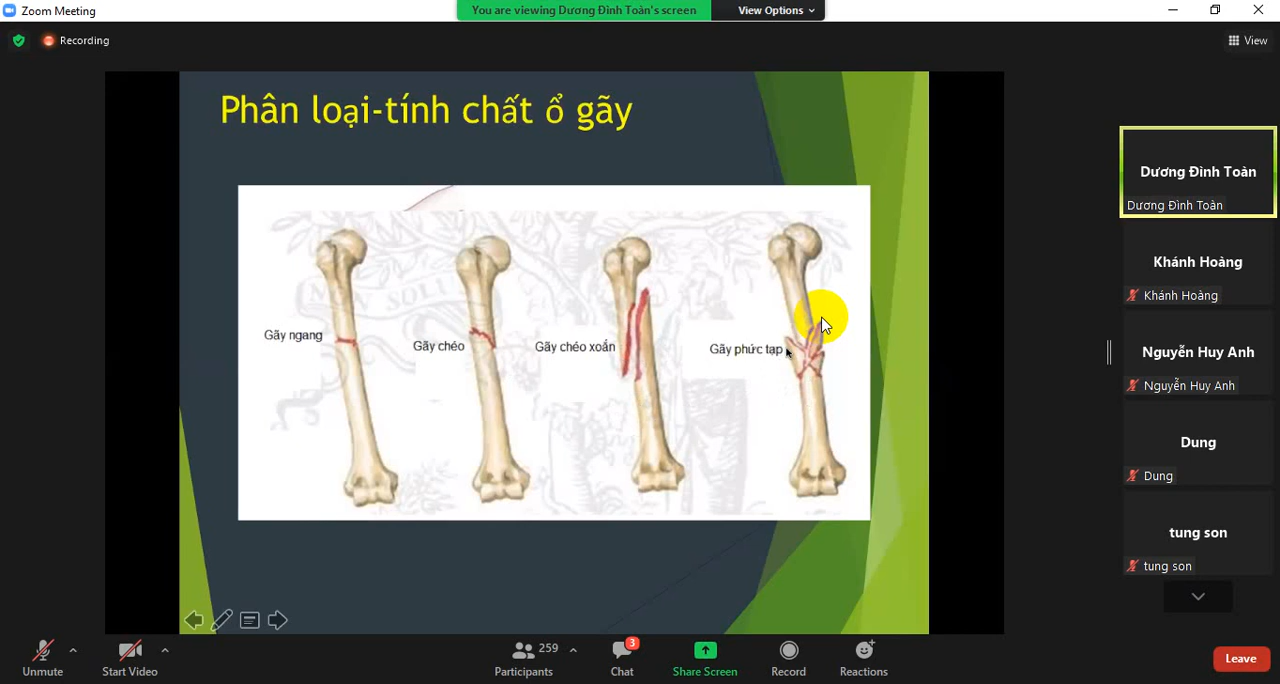 Zoom Meeting
You are viewing Dương Đình Toàn's screen
View Options
Recording
View
Phân loại-tính chất ổ gãy
Gãy ngang
Gãy chéo
Gãy chéo xoắn
Gãy phức tạp
Dương Đình Toàn
Dương Đình Toàn
Khánh Hoàng
Khánh Hoàng
Nguyễn Huy Anh
Nguyễn Huy Anh
Dung
Dung
tung son
tung son
Unmute
Start Video
259
Participants
3
Chat
Share Screen
Record
Reactions
Leave